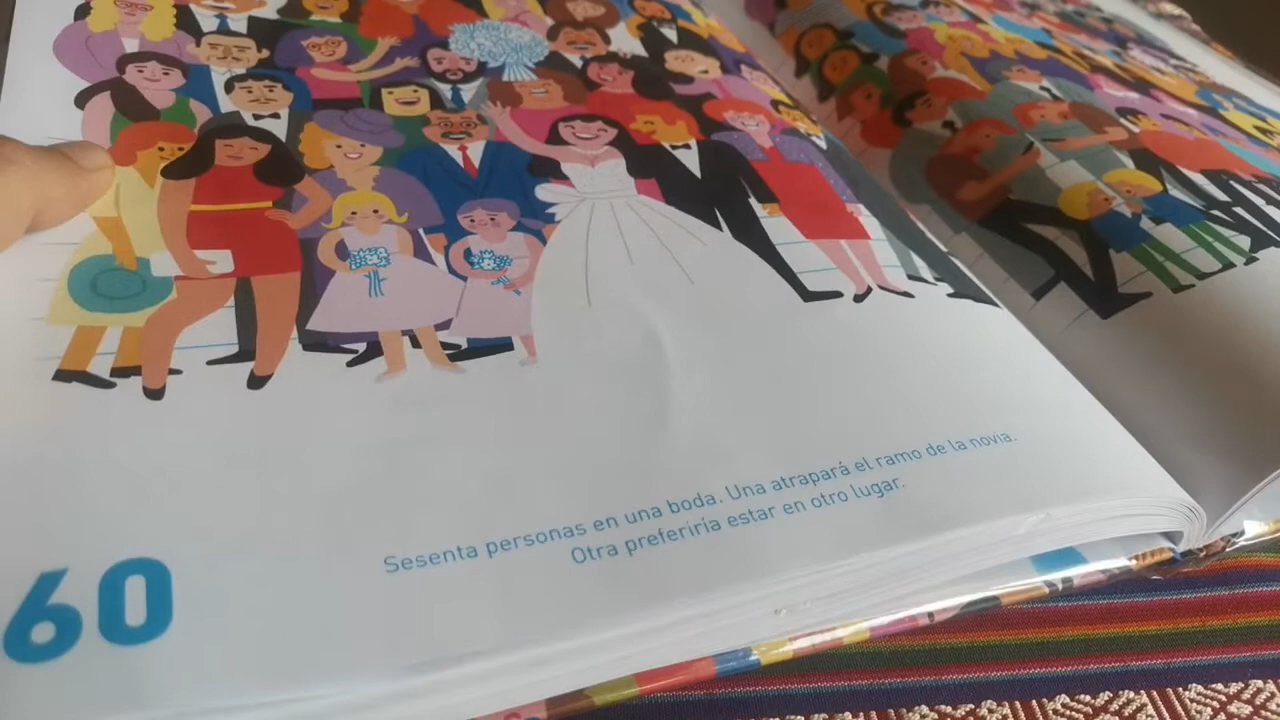 Sesenta personas en una boda. Una atrapará el ramo de la novia.
Otra preferiría estar en otro lugar.
60